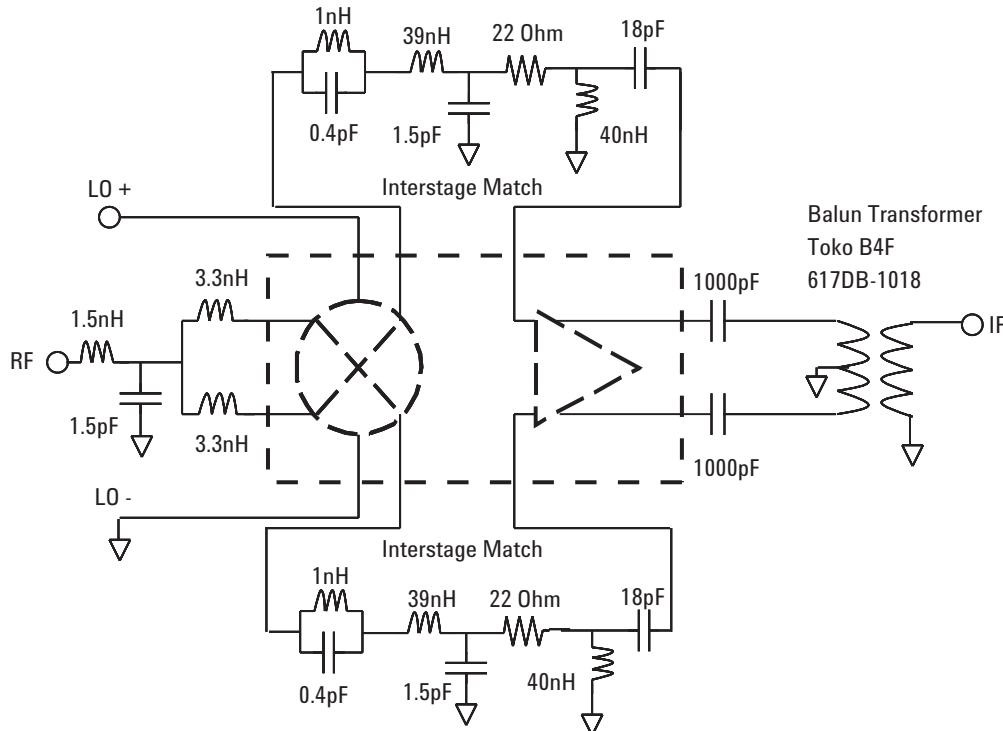 1nH
39nH
22 Ohm
18pF
0.4pF
1.5pF
40nH
Interstage Match
LO +
Balun Transformer
Toko B4F
617DB-1018
3.3nH
1000pF
1.5nH
RF
IF
1.5pF
3.3nH
1000pF
LO -
Interstage Match
1nH
39nH
22 Ohm
18pF
0.4pF
1.5pF
40nH